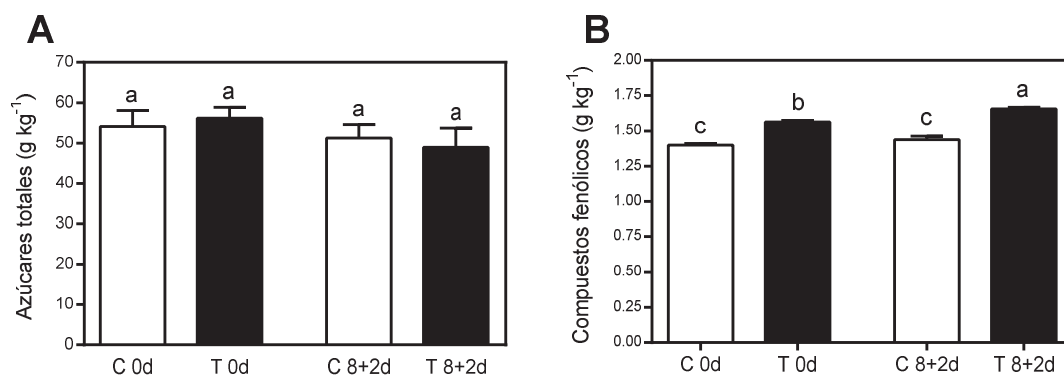 A
Azúcares totales (g kg-1)
70
60
50
40
30
20
10
0
a
a
a
a
C 0d
T 0d
C 8+2d
T 8+2d
B
Compuestos fenólicos (g kg-1)
2.00
1.75
1.50
1.25
1.00
0.75
0.50
0.25
0.00
c
b
c
a
C 0d
T 0d
C 8+2d
T 8+2d